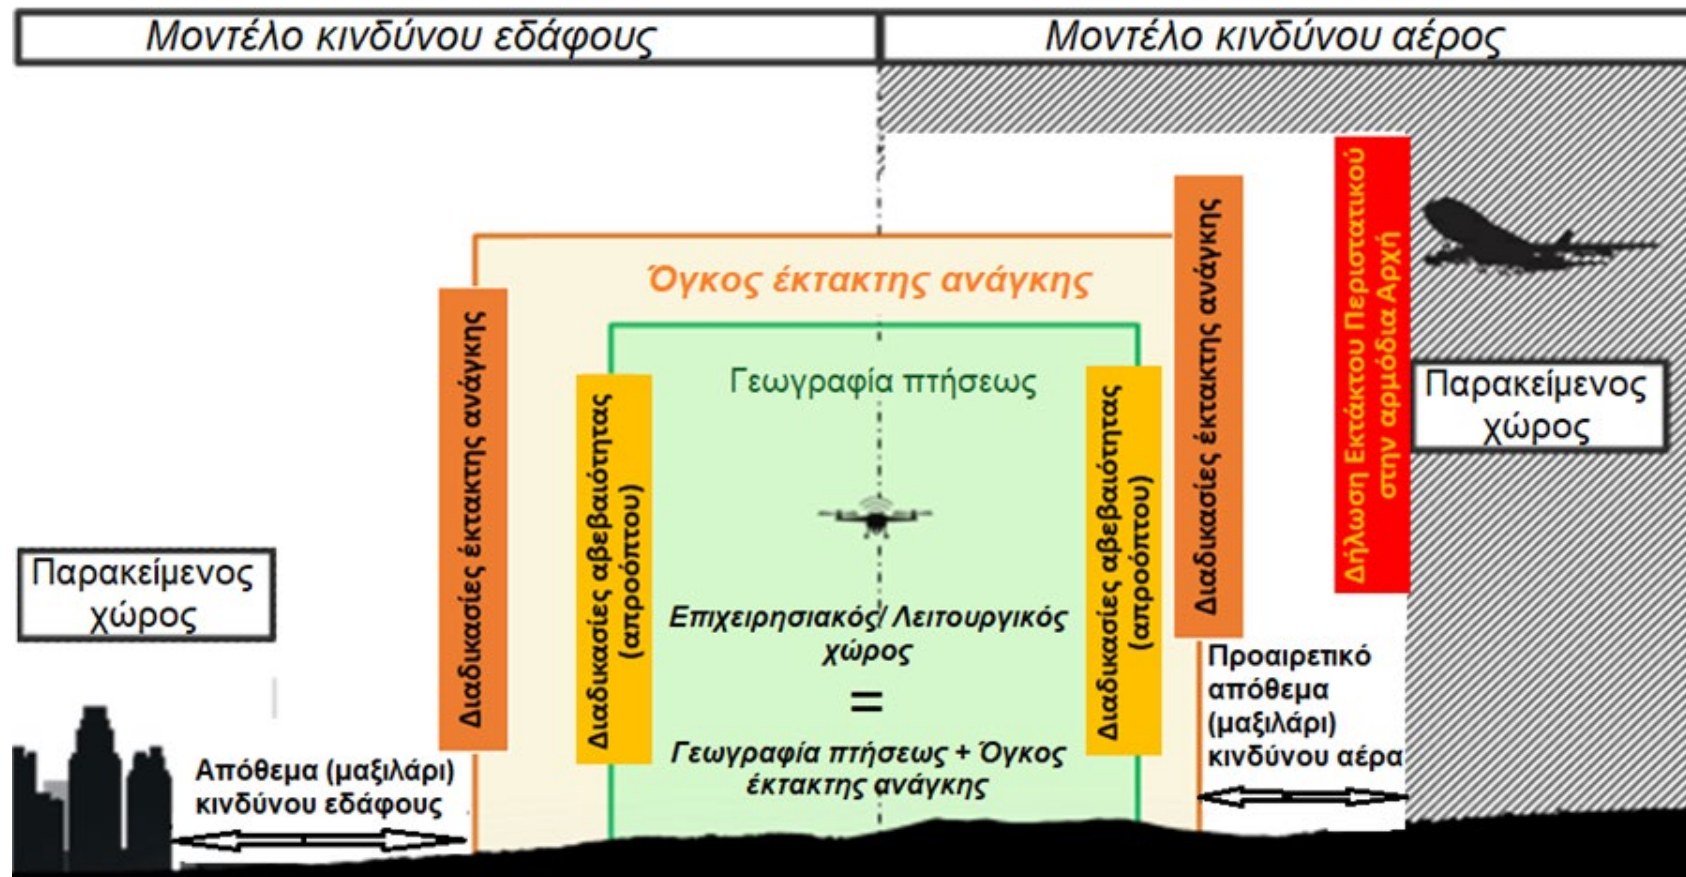 Μοντέλο κινδύνου εδάφους
Μοντέλο κινδύνου αέρος
Όγκος έκτακτης ανάγκης
Γεωγραφία πτήσεως
Διαδικασίες έκτακτης ανάγκης
Διαδικασίες αβεβαιότητας
(απροόπτου)
Διαδικασίες αβεβαιότητας
(απροόπτου)
Διαδικασίες έκτακτης ανάγκης
Δήλωση Εκτάκτου Περιστατικού
στην αρμόδια Αρχή
Παρακείμενος
χώρος
Παρακείμενος
χώρος
Επιχειρησιακός/ Λειτουργικός
χώρος
=
Γεωγραφία πτήσεως + Όγκος
έκτακτης ανάγκης
Απόθεμα (μαξιλάρι)
κινδύνου εδάφους
Προαιρετικό
απόθεμα
(μαξιλάρι)
κινδύνου αέρα